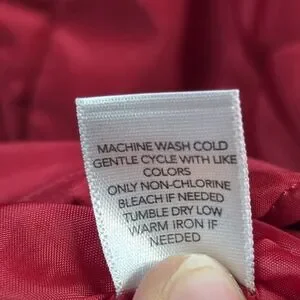 MACHINE WASH COLD
GENTLE CYCLE WITH LIKE
COLORS
ONLY NON-CHLORINE
BLEACH IF NEEDED
TUMBLE DRY LOW
WARM IRON IF
NEEDED